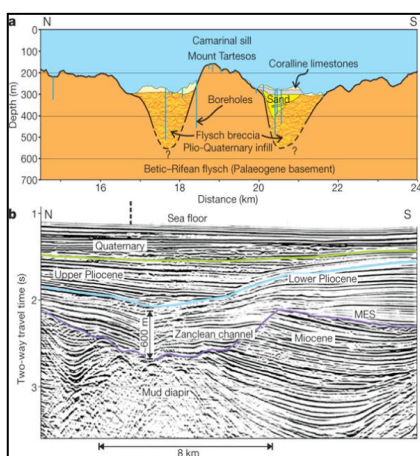 a
N
S
0
100
200
300
400
500
600
700
Depth (m)
Camarinal sill
Mount Tartesos
Coralline limestones
Sand
Boreholes
Flysch breccia
Plio-Quaternary infill
?
?
Betic–Rifean flysch (Palaeogene basement)
16
18
20
22
24
Distance (km)
b
N
S
1
2
3
Two-way travel time (s)
Sea floor
Quaternary
Upper Pliocene
Lower Pliocene
600 m
Zanclean channel
MES
Miocene
Mud diapir
8 km